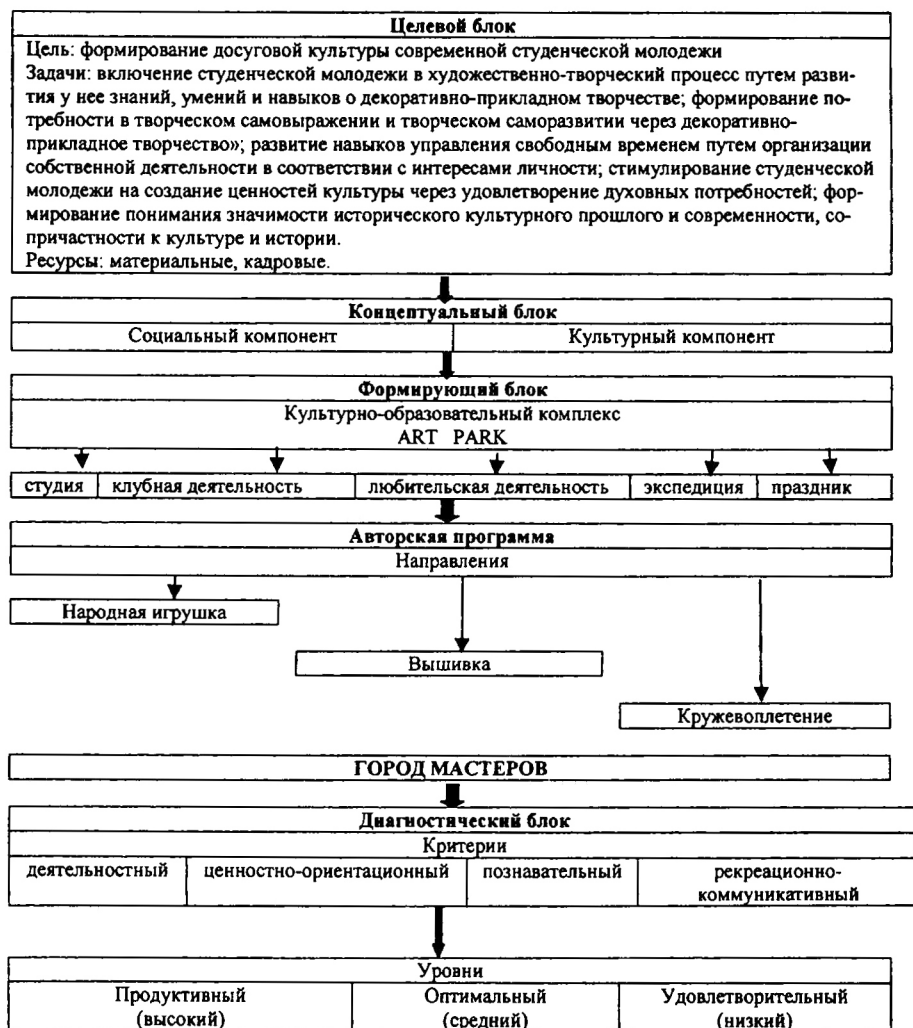 Целевой блок
Цель: формирование досуговой культуры современной студенческой молодежи
Задачи: включение студенческой молодежи в художественно-творческий процесс путем разви-
тия у нее знаний, умений и навыков о декоративно-прикладном творчестве; формирование по-
требности в творческом самовыражении и творческом саморазвитии через декоративно-
прикладное творчество»; развитие навыков управления свободным временем путем организации
собственной деятельности в соответствии с интересами личности; стимулирование студенческой
молодежи на создание ценностей культуры через удовлетворение духовных потребностей; фор-
мирование понимания значимости исторического культурного прошлого и современности, со-
причастности к культуре и истории.
Ресурсы: материальные, кадровые.
Концептуальный блок
Социальный компонент Культурный компонент
Формирующий блок
Культурно-образовательный комплекс
ART PARK
студия клубная деятельность любительская деятельность экспедиция праздник
Авторская программа
Направления
Народная игрушка
Вышивка
Кружевоплетение
ГОРОД МАСТЕРОВ
Диагностический блок
Критерии
деятельностный ценностно-ориентационный познавательный рекреационно-
коммуникативный
Уровни
Продуктивный Оптимальный Удовлетворительный
(высокий) (средний) (низкий)